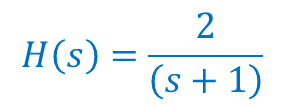 H(s) = 2 / (s + 1)